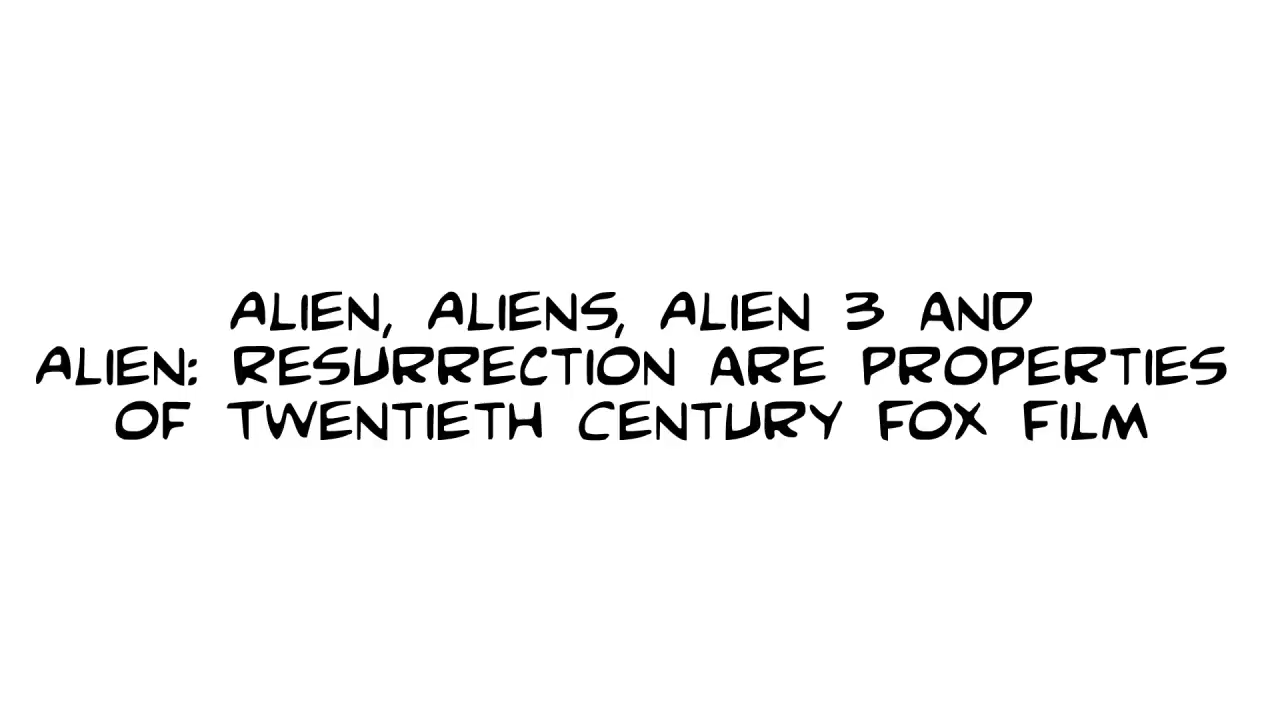 ALIEN, ALIENS, ALIEN 3 AND
ALIEN: RESURRECTION ARE PROPERTIES
OF TWENTIETH CENTURY FOX FILM